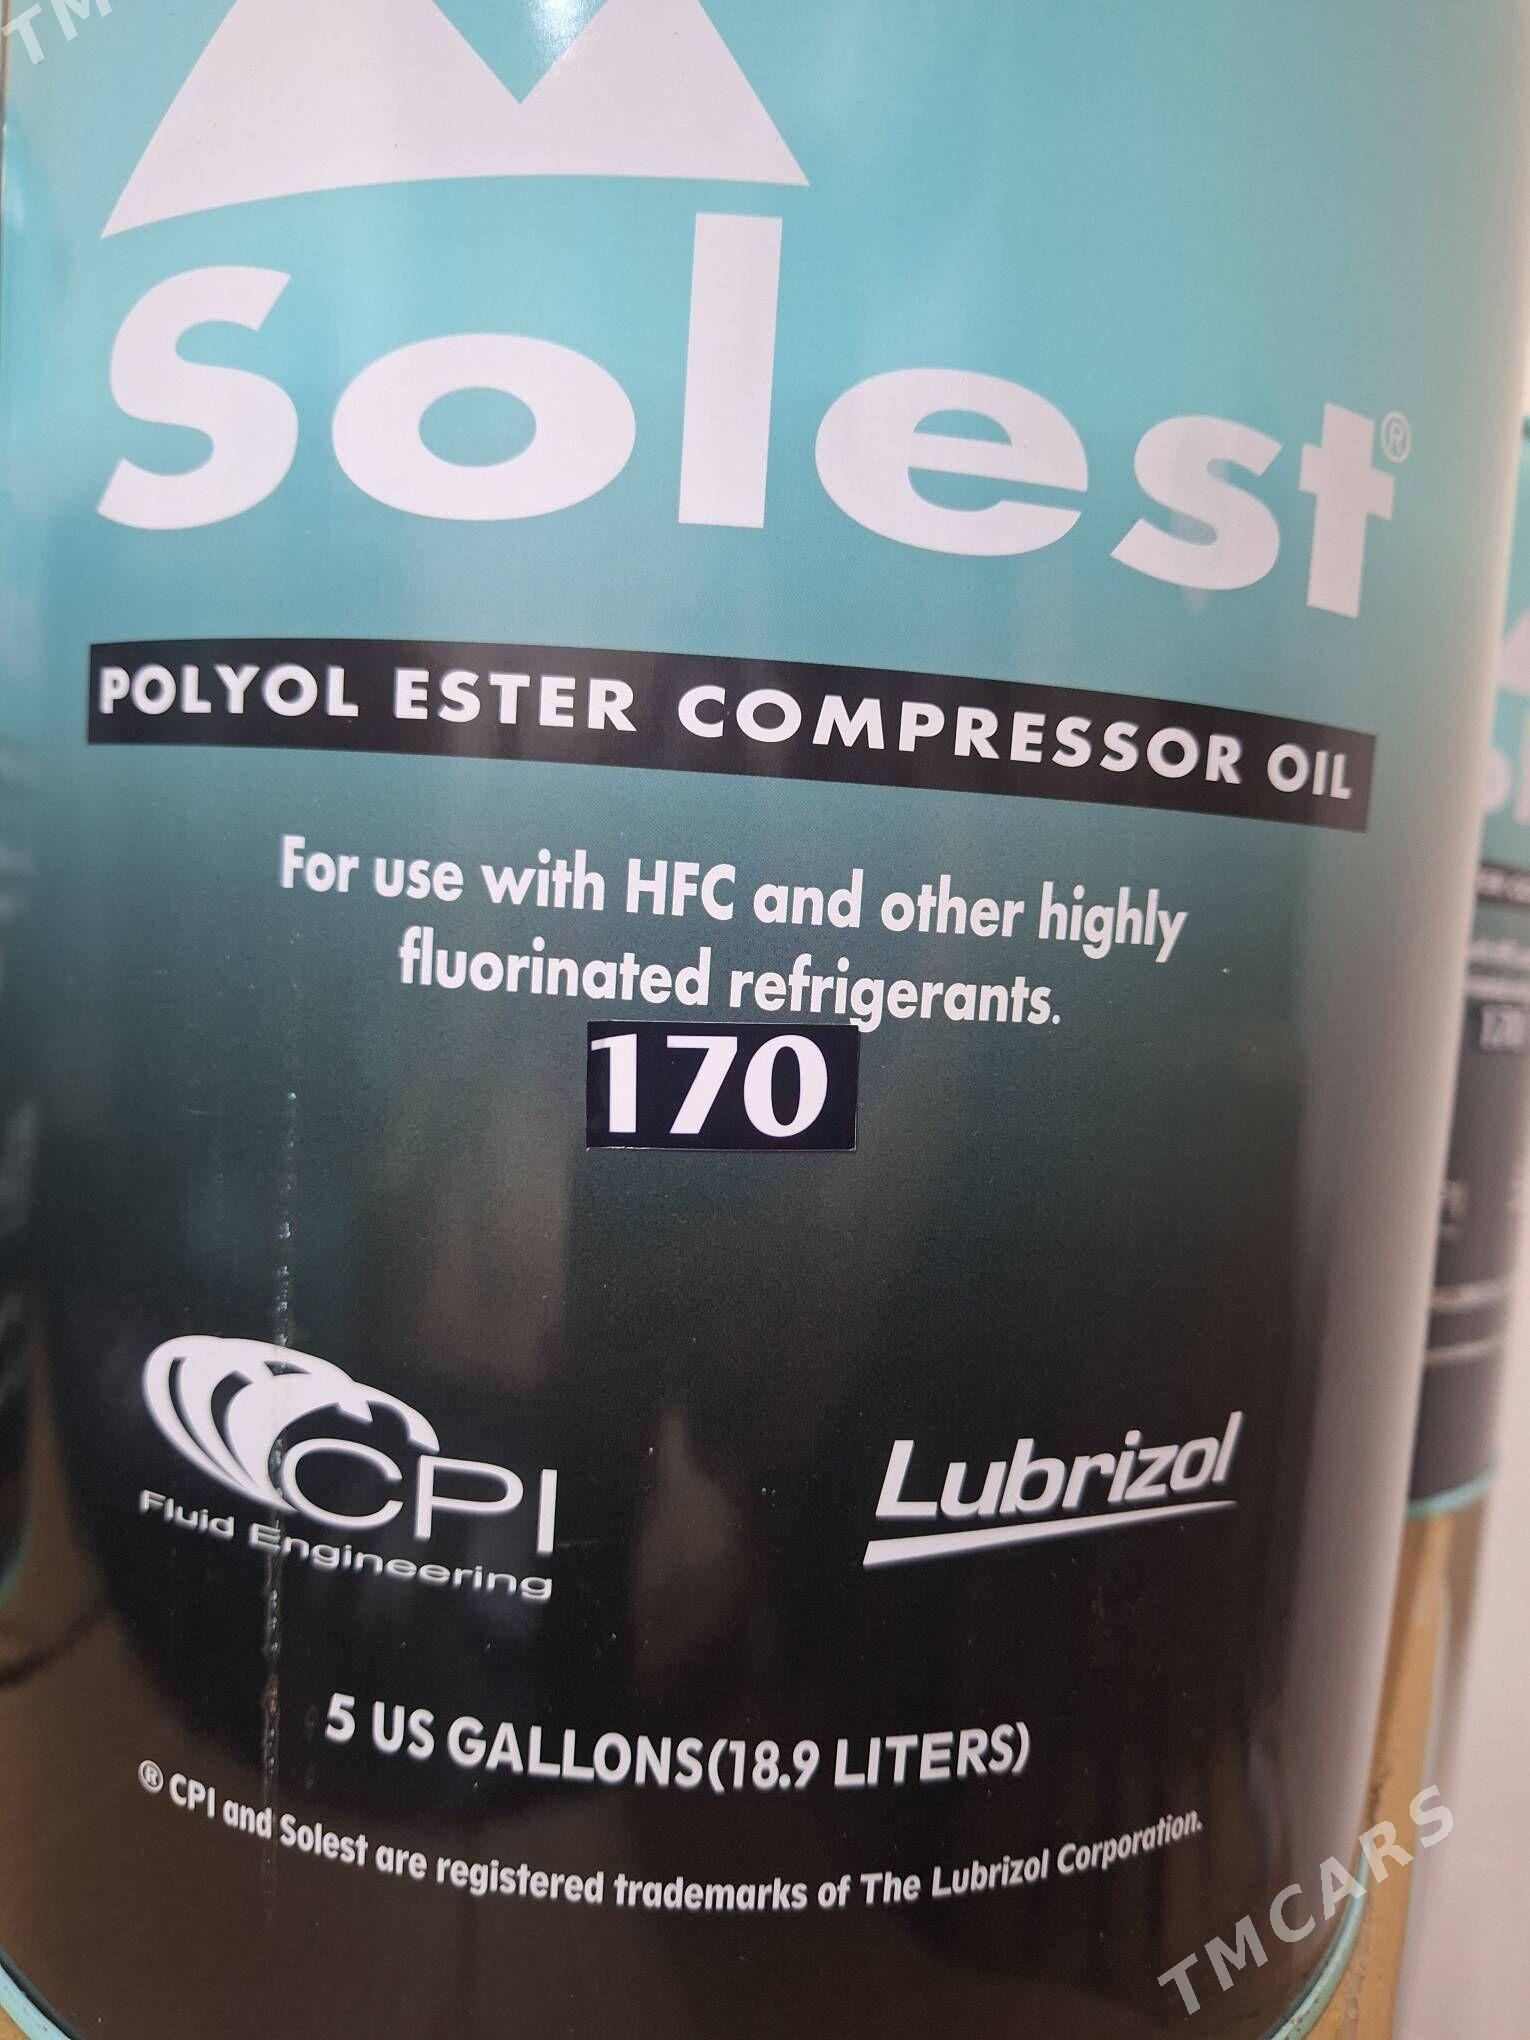 Solest®
POLYOL ESTER COMPRESSOR OIL
For use with HFC and other highly
fluorinated refrigerants.
170
CPI
Fluid Engineering
Lubrizol
5 US GALLONS(18.9 LITERS)
® CPI and Solest are registered trademarks of The Lubrizol Corporation.
170
TMCARS